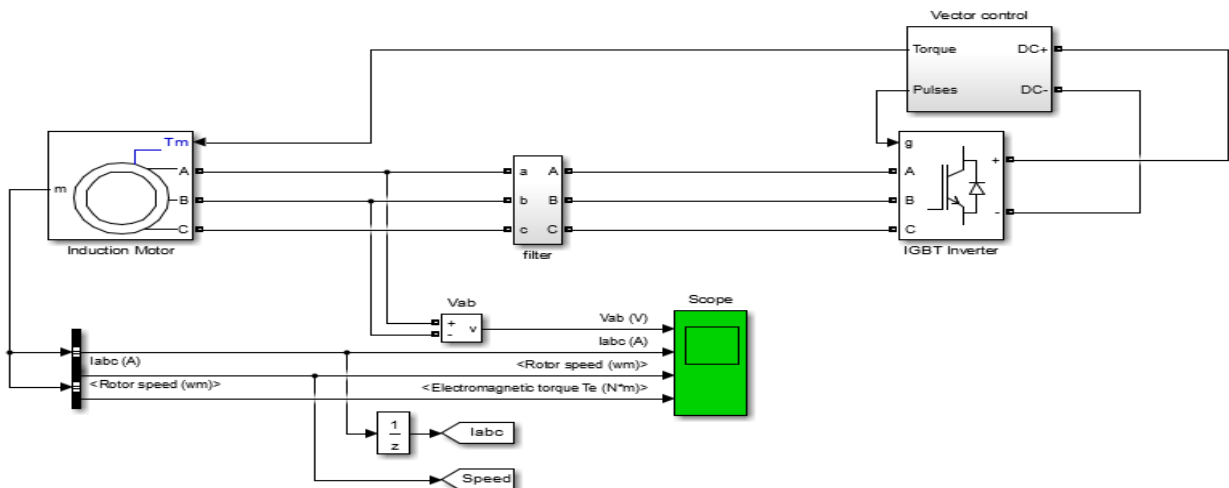 Vector control
Torque
DC+
Pulses
DC-
Tm
A
B
C
m
Induction Motor
a
A
b
B
c
C
filter
g
A
B
C
+
-
IGBT Inverter
Vab
+
-
v
Scope
Vab (V)
Iabc (A)
<Rotor speed (wm)>
<Electromagnetic torque Te (N*m)>
Iabc (A)
<Rotor speed (wm)>
1
z
Iabc
Speed